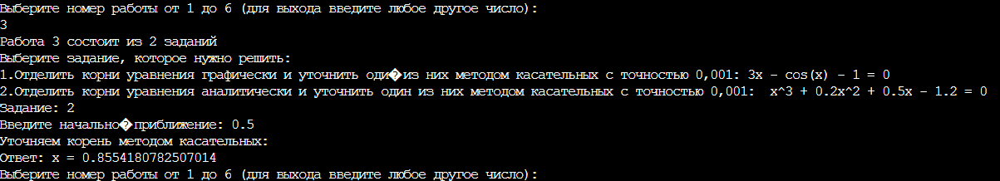 Выберите номер работы от 1 до 6 (для выхода введите любое другое число):
3
Работа 3 состоит из 2 заданий
Выберите задание, которое нужно решить:
1.Отделить корни уравнения графически и уточнить оди�из них методом касательных с точностью 0,001: 3x - cos(x) - 1 = 0
2.Отделить корни уравнения аналитически и уточнить один из них методом касательных с точностью 0,001:  x^3 + 0.2x^2 + 0.5x - 1.2 = 0
Задание: 2
Введите начально�приближение: 0.5
Уточняем корень методом касательных:
Ответ: x = 0.8554180782507014
Выберите номер работы от 1 до 6 (для выхода введите любое другое число):